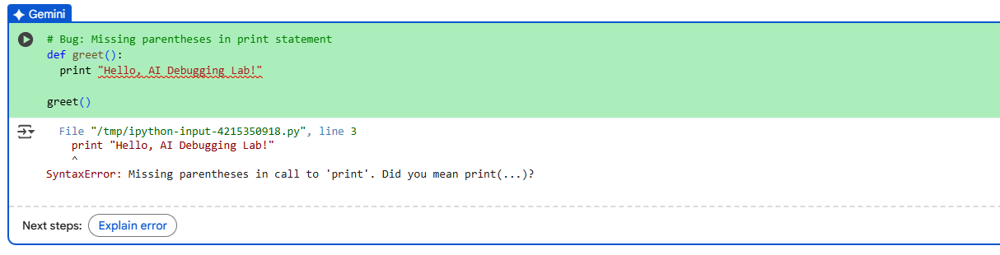 Gemini
# Bug: Missing parentheses in print statement
def greet():
  print "Hello, AI Debugging Lab!"
greet()
  File "/tmp/ipython-input-4215350918.py", line 3
    print "Hello, AI Debugging Lab!"
    ^
SyntaxError: Missing parentheses in call to 'print'. Did you mean print(...)?
Next steps: Explain error